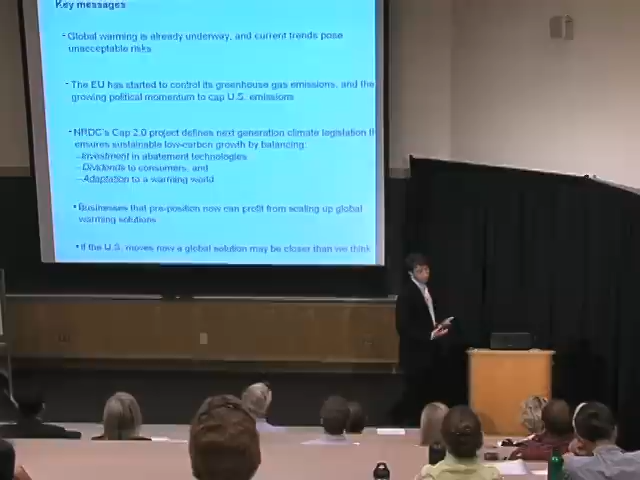 Key messages
- Global warming is already underway, and current trends pose
unacceptable risks
- The EU has started to control its greenhouse gas emissions, and the
growing political momentum to cap U.S. emissions
- NRDC's Cap 2.0 project defines next generation climate legislation th
ensures sustainable low-carbon growth by balancing:
–Investment in abatement technologies
–Dividends to consumers, and
–Adaptation to a warming world
• Businesses that pre-position now can profit from scaling up global
warming solutions
• If the U.S. moves now a global solution may be closer than we think